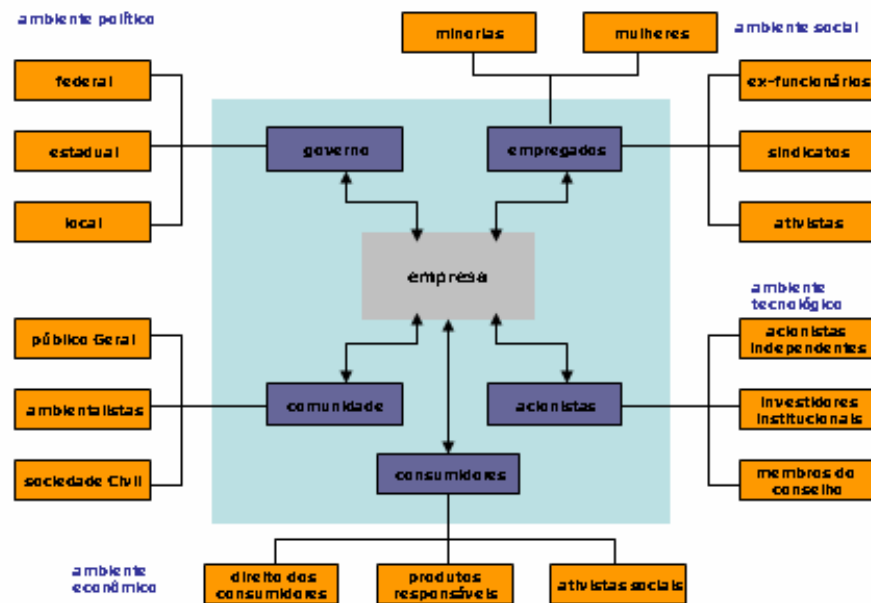 ambiente político
minorias
mulheres
ambiente social
federal
ex-funcionários
estadual
governo
empregados
sindicatos
local
ativistas
empresa
ambiente
tecnológico
público Geral
acionistas
independentes
ambientalistas
comunidade
acionistas
investidores
institucionais
sociedade Civil
consumidores
membros do
conselho
ambiente
econômico
direito dos
consumidores
produtos
responsáveis
ativistas sociais